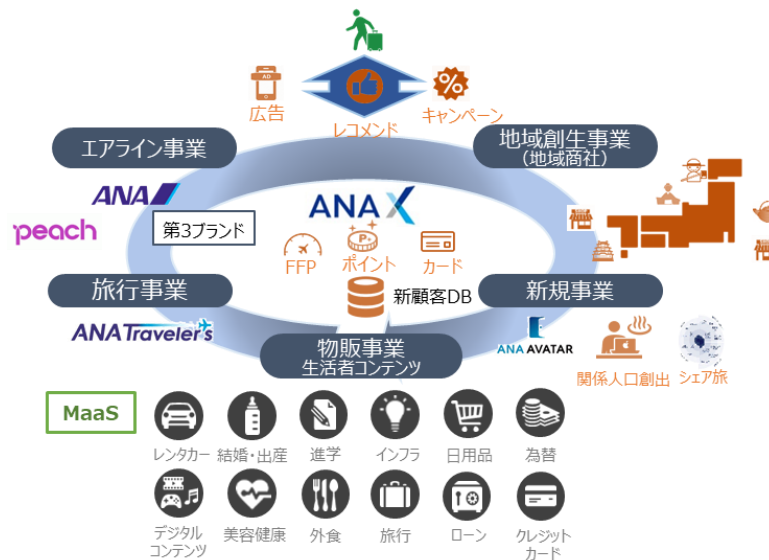 AD
広告
レコメンド
%
キャンペーン
エアライン事業
地域創生事業
(地域商社)
ANA
peach
第3ブランド
ANA X
FFP
P
ポイント
カード
新顧客DB
旅行事業
新規事業
ANA Traveler's
物販事業
生活者コンテンツ
ANA AVATAR
関係人口創出
シェア旅
MaaS
レンタカー
結婚・出産
進学
インフラ
日用品
為替
デジタル
コンテンツ
美容健康
外食
旅行
ローン
クレジット
カード